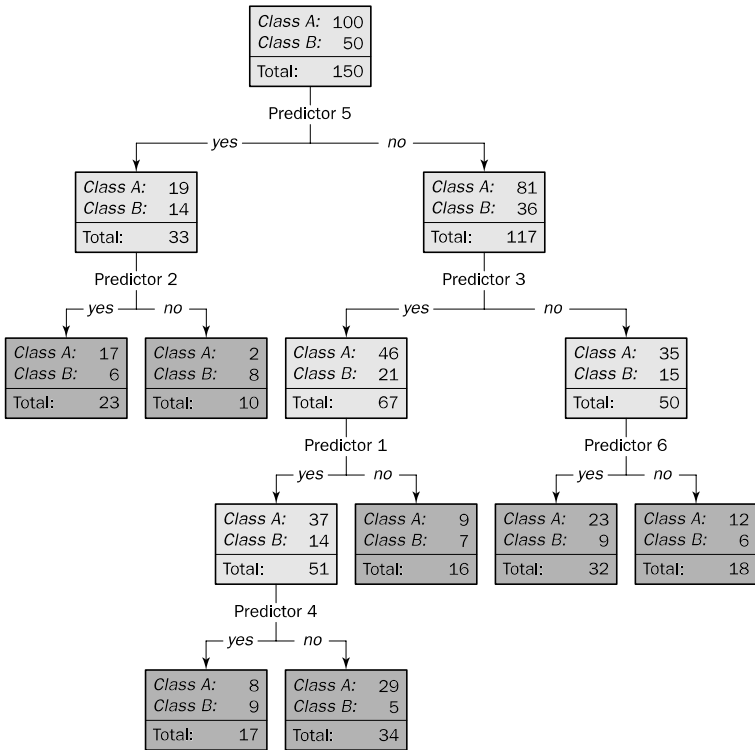 Class A: 100
Class B: 50
Total: 150
Predictor 5
yes no
Class A: 19
Class B: 14
Total: 33
Class A: 81
Class B: 36
Total: 117
Predictor 2
Predictor 3
yes no
yes no
Class A: 17
Class B: 6
Total: 23
Class A: 2
Class B: 8
Total: 10
Class A: 46
Class B: 21
Total: 67
Class A: 35
Class B: 15
Total: 50
Predictor 1
Predictor 6
yes no
yes no
Class A: 37
Class B: 14
Total: 51
Class A: 9
Class B: 7
Total: 16
Class A: 23
Class B: 9
Total: 32
Class A: 12
Class B: 6
Total: 18
Predictor 4
yes no
Class A: 8
Class B: 9
Total: 17
Class A: 29
Class B: 5
Total: 34